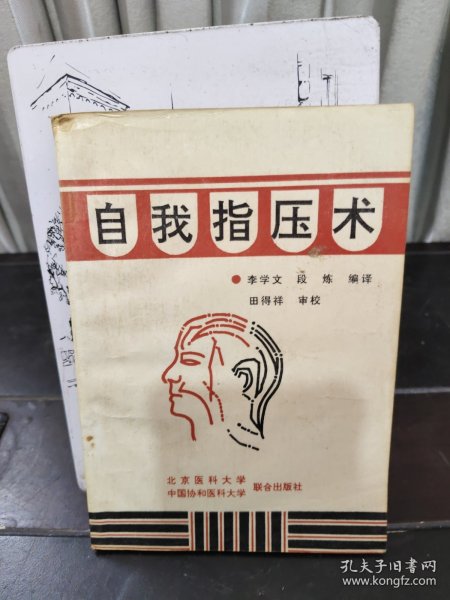 自我指压术
李学文 段炼 编译
田得祥 审校
北京医科大学
中国协和医科大学
联合出版社
孔夫子旧书网
www.kongfz.com